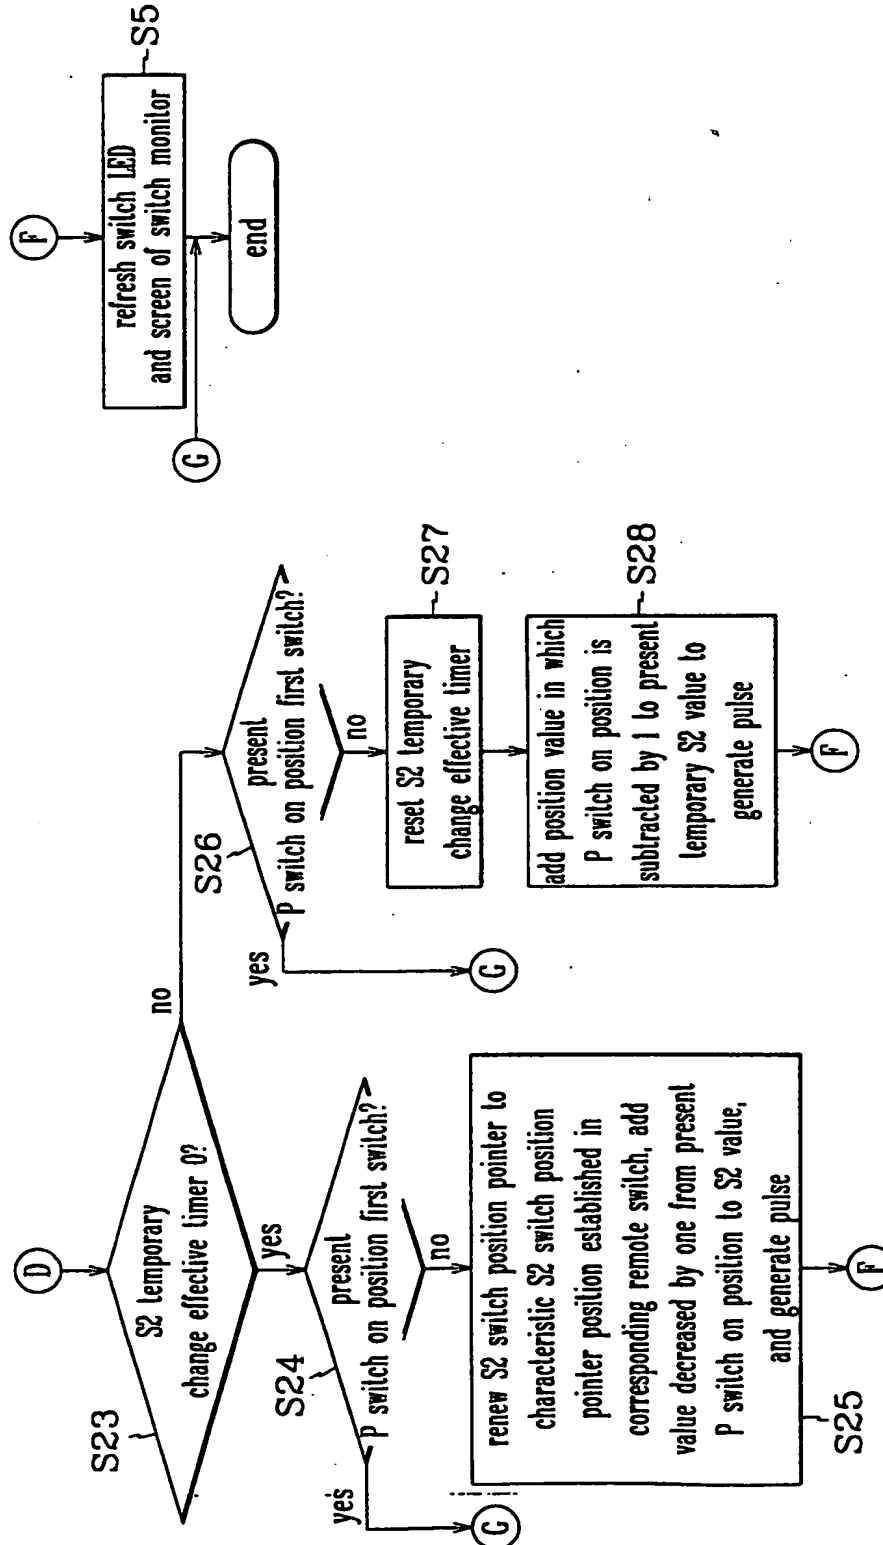 D
S23
S2 temporary
change effective timer 0?
no
yes
S24
present
P switch on position first switch?
yes
G
no
renew S2 switch position pointer to
characteristic S2 switch position
pointer position established in
corresponding remote switch, add
value decreased by one from present
P switch on position to S2 value,
and generate pulse
S25
F
S26
present
P switch on position first switch?
yes
G
no
reset S2 temporary
change effective timer
S27
add position value in which
P switch on position is
subtracted by 1 to present
temporary S2 value to
generate pulse
S28
F
F
refresh switch LED
and screen of switch monitor
S5
G
end